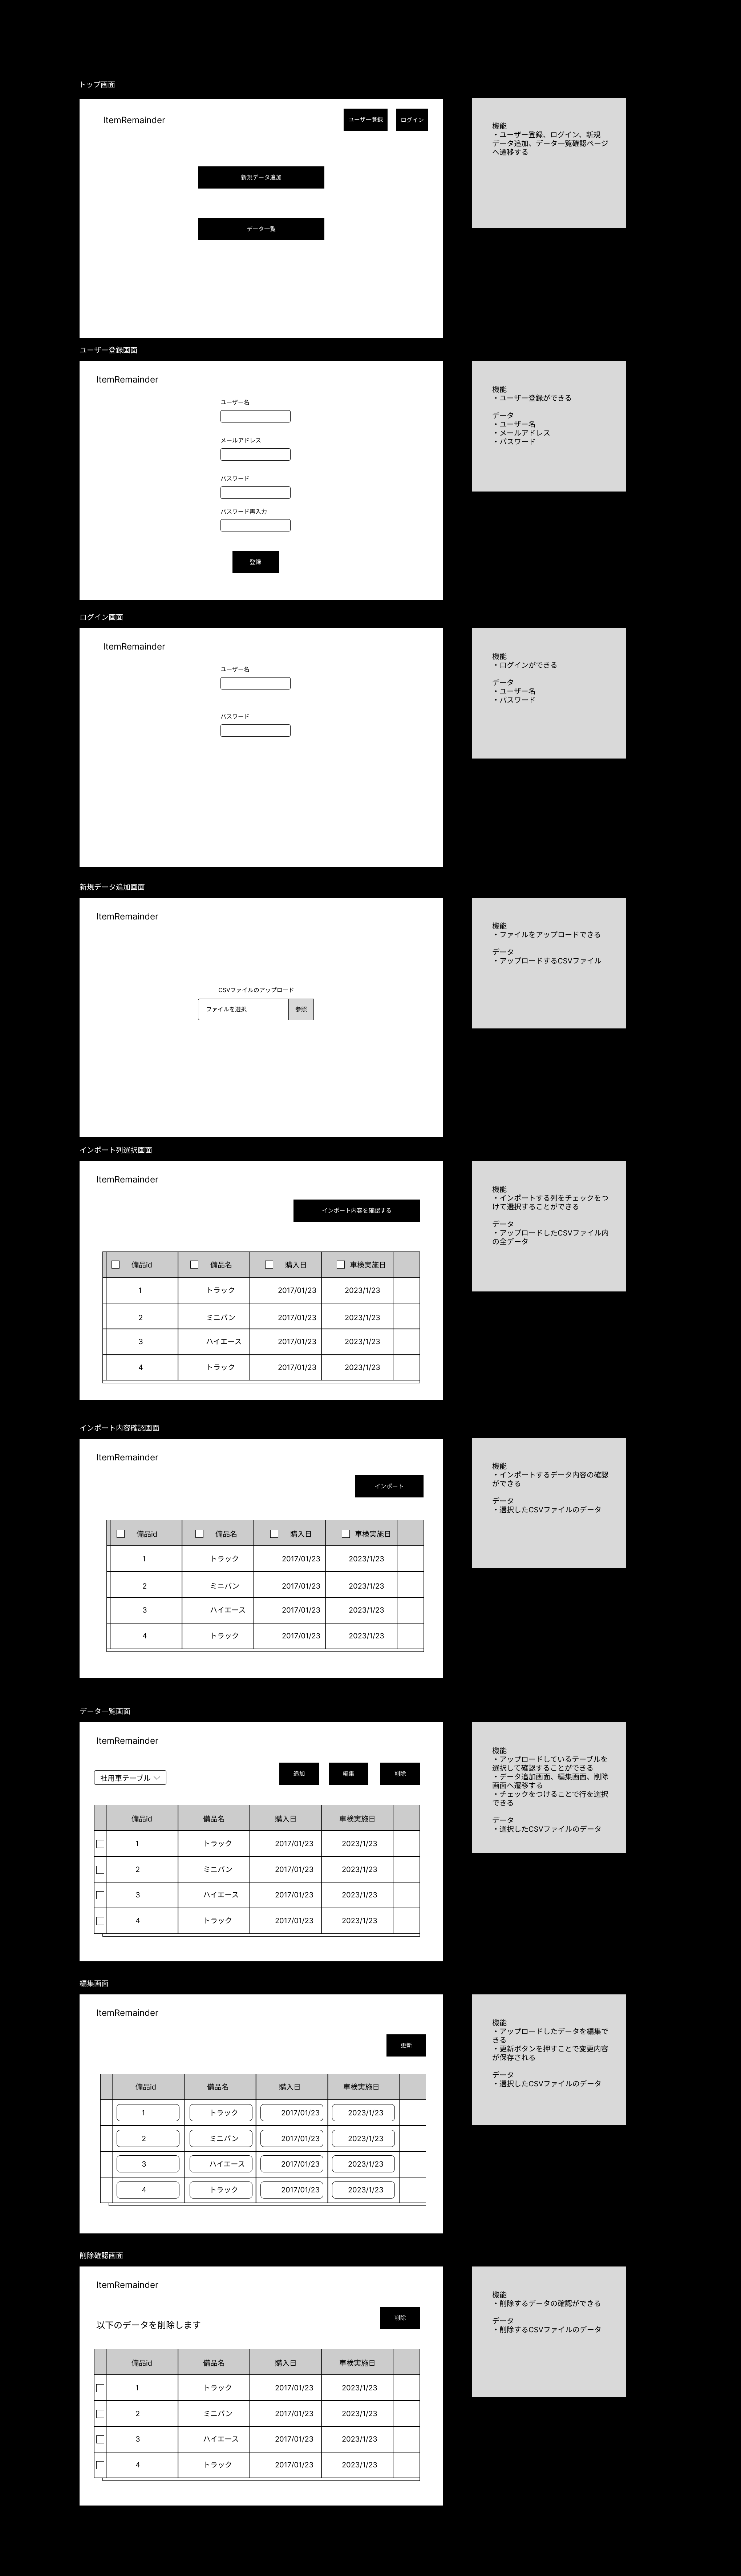 トップ画面
ItemRemainder
ユーザー登録
ログイン
新規データ追加
データ一覧
機能
・ユーザー登録、ログイン、新規
データ追加、データ一覧確認ページ
へ遷移する
ユーザー登録画面
ItemRemainder
ユーザー名
メールアドレス
パスワード
パスワード再入力
登録
機能
・ユーザー登録ができる
データ
・ユーザー名
・メールアドレス
・パスワード
ログイン画面
ItemRemainder
ユーザー名
パスワード
機能
・ログインができる
データ
・ユーザー名
・パスワード
新規データ追加画面
ItemRemainder
CSVファイルのアップロード
ファイルを選択
参照
機能
・ファイルをアップロードできる
データ
・アップロードするCSVファイル
インポート列選択画面
ItemRemainder
インポート内容を確認する
備品id 備品名 購入日 車検実施日
1 トラック 2017/01/23 2023/1/23
2 ミニバン 2017/01/23 2023/1/23
3 ハイエース 2017/01/23 2023/1/23
4 トラック 2017/01/23 2023/1/23
機能
・インポートする列をチェックをつ
けて選択することができる
データ
・アップロードしたCSVファイル内
の全データ
インポート内容確認画面
ItemRemainder
インポート
備品id 備品名 購入日 車検実施日
1 トラック 2017/01/23 2023/1/23
2 ミニバン 2017/01/23 2023/1/23
3 ハイエース 2017/01/23 2023/1/23
4 トラック 2017/01/23 2023/1/23
機能
・インポートするデータ内容の確認
ができる
データ
・選択したCSVファイルのデータ
データ一覧画面
ItemRemainder
社用車テーブル
追加
編集
削除
備品id 備品名 購入日 車検実施日
1 トラック 2017/01/23 2023/1/23
2 ミニバン 2017/01/23 2023/1/23
3 ハイエース 2017/01/23 2023/1/23
4 トラック 2017/01/23 2023/1/23
機能
・アップロードしているテーブルを
選択して確認することができる
・データ追加画面、編集画面、削除
画面へ遷移する
・チェックをつけることで行を選択
できる
データ
・選択したCSVファイルのデータ
編集画面
ItemRemainder
更新
備品id 備品名 購入日 車検実施日
1 トラック 2017/01/23 2023/1/23
2 ミニバン 2017/01/23 2023/1/23
3 ハイエース 2017/01/23 2023/1/23
4 トラック 2017/01/23 2023/1/23
機能
・アップロードしたデータを編集で
きる
・更新ボタンを押すことで変更内容
が保存される
データ
・選択したCSVファイルのデータ
削除確認画面
ItemRemainder
削除
以下のデータを削除します
備品id 備品名 購入日 車検実施日
1 トラック 2017/01/23 2023/1/23
2 ミニバン 2017/01/23 2023/1/23
3 ハイエース 2017/01/23 2023/1/23
4 トラック 2017/01/23 2023/1/23
機能
・削除するデータの確認ができる
データ
・削除するCSVファイルのデータ